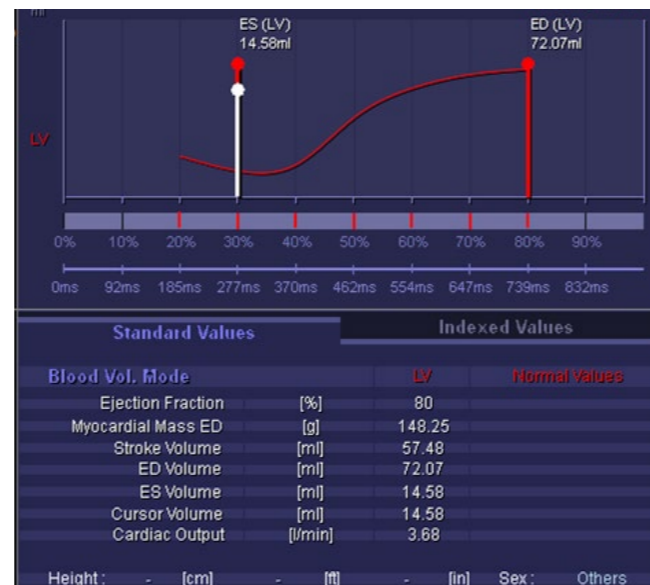 ml
ES (LV)
14.58ml
ED (LV)
72.07ml
LV
0% 10% 20% 30% 40% 50% 60% 70% 80% 90%
0ms 92ms 185ms 277ms 370ms 462ms 554ms 647ms 739ms 832ms
Standard Values Indexed Values
Blood Vol. Mode LV Normal Values
Ejection Fraction [%] 80
Myocardial Mass ED [g] 148.25
Stroke Volume [ml] 57.48
ED Volume [ml] 72.07
ES Volume [ml] 14.58
Cursor Volume [ml] 14.58
Cardiac Output [l/min] 3.68
Height : - [cm] - [ft] - [in] Sex : Others